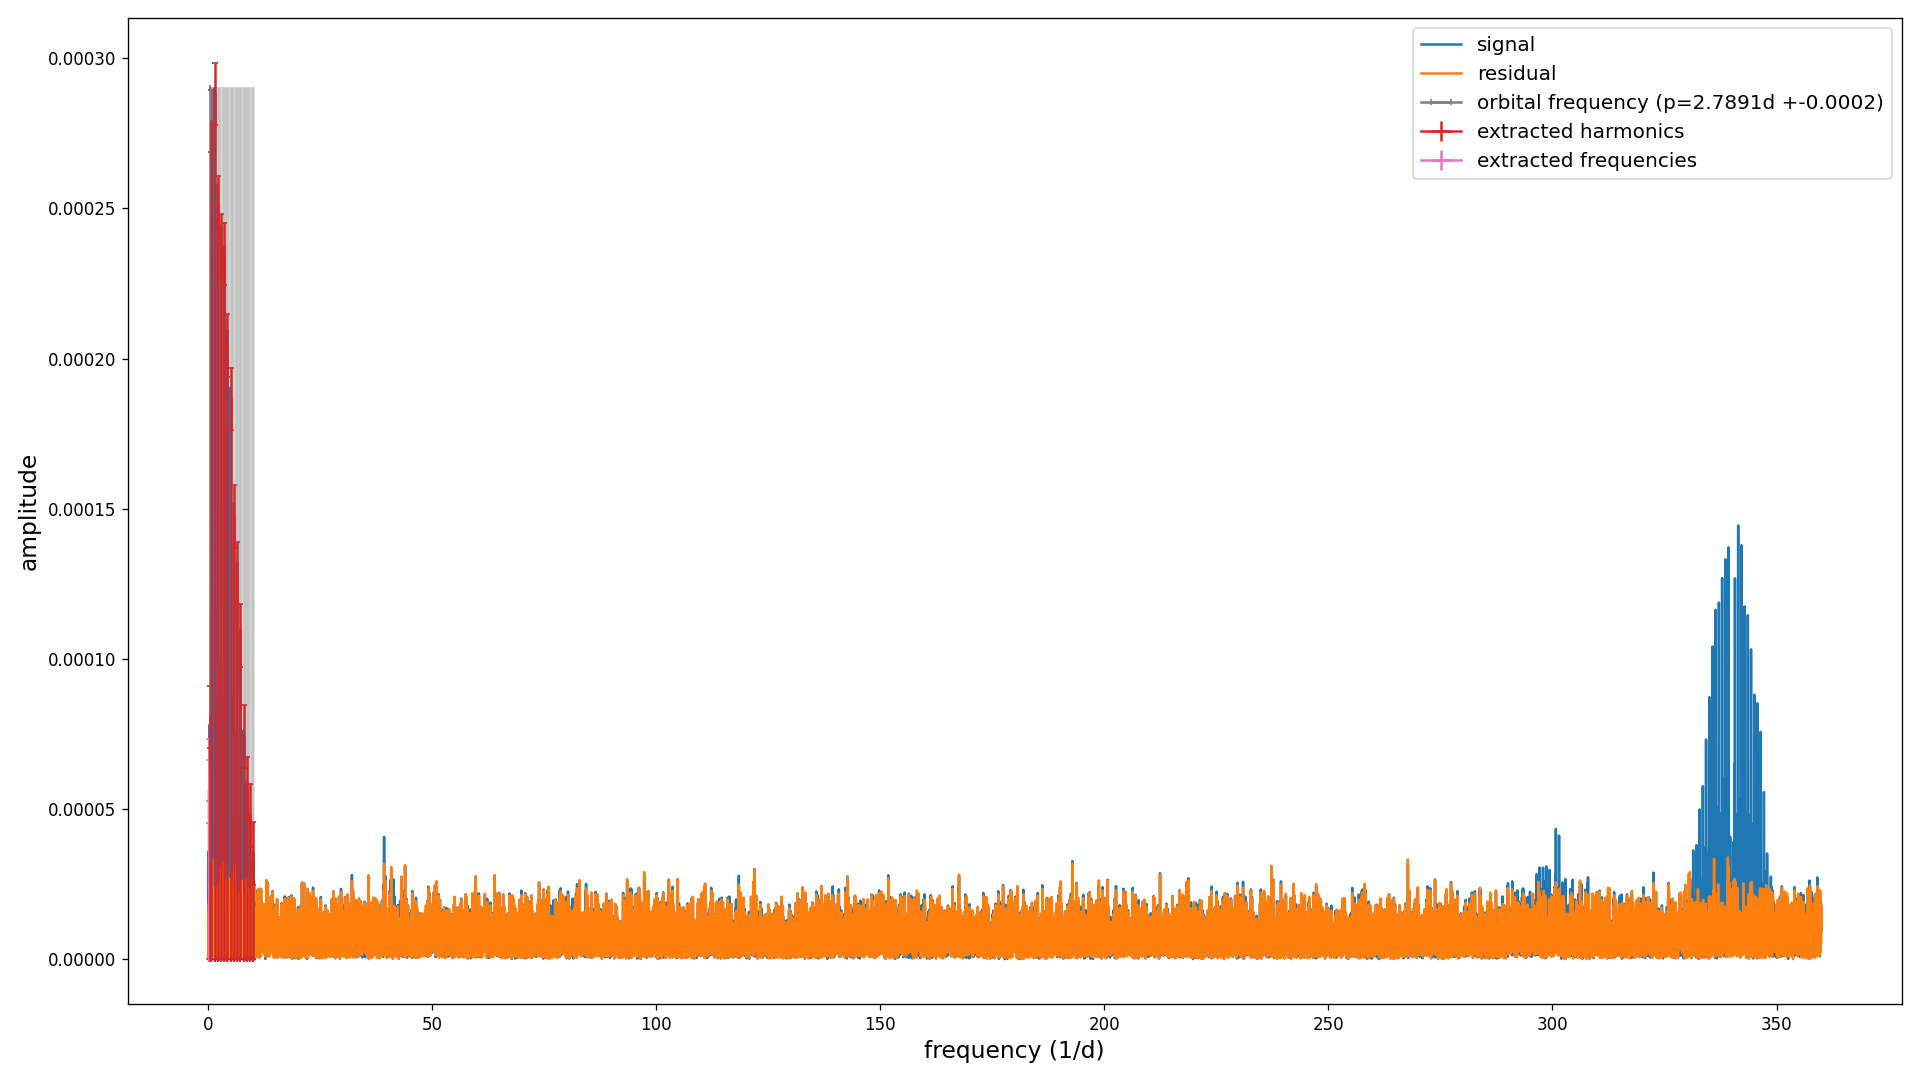 signal
residual
orbital frequency (p=2.7891d +-0.0002)
extracted harmonics
extracted frequencies
amplitude
0.00030
0.00025
0.00020
0.00015
0.00010
0.00005
0.00000
0 50 100 150 200 250 300 350
frequency (1/d)